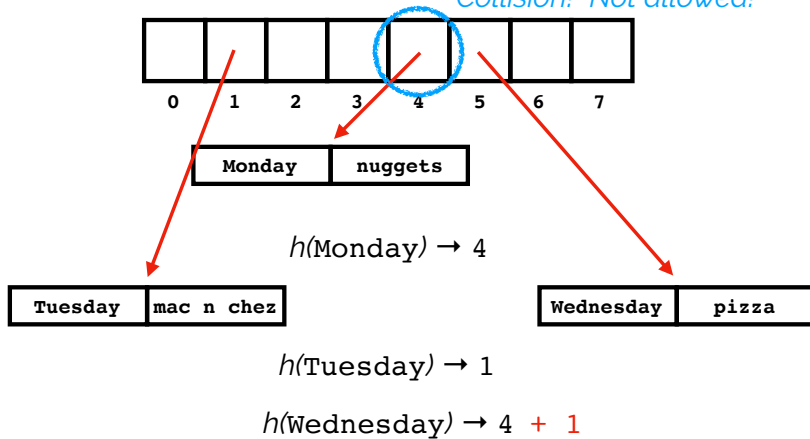 Collision! Not allowed!
0 1 2 3 4 5 6 7
Monday nuggets
h(Monday) → 4
Tuesday mac n chez Wednesday pizza
h(Tuesday) → 1
h(Wednesday) → 4 + 1